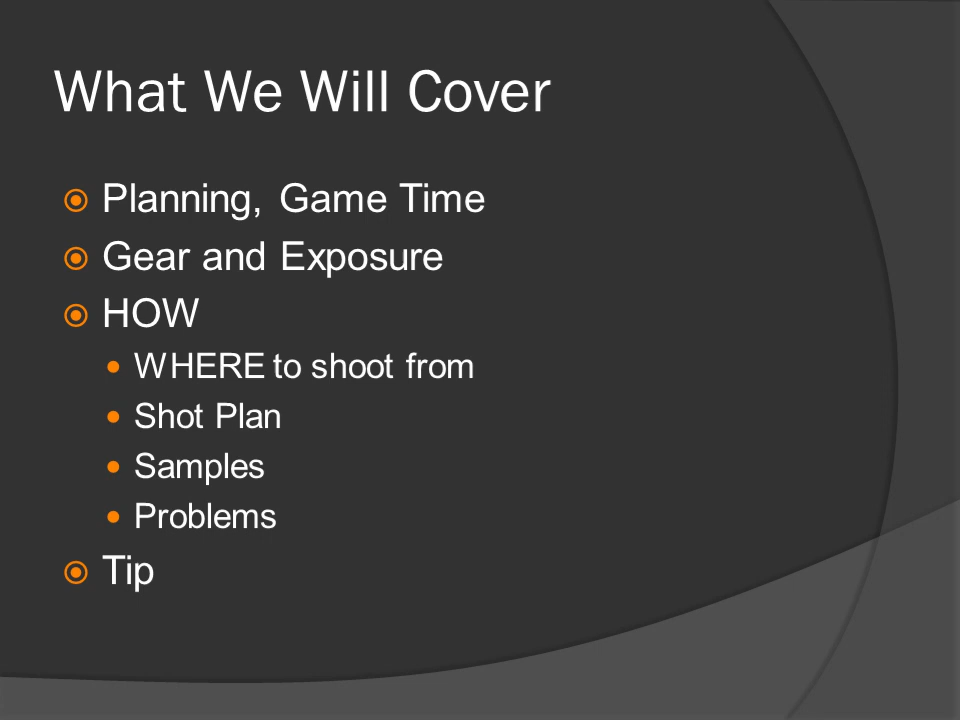 What We Will Cover
Planning, Game Time
Gear and Exposure
HOW
WHERE to shoot from
Shot Plan
Samples
Problems
Tip